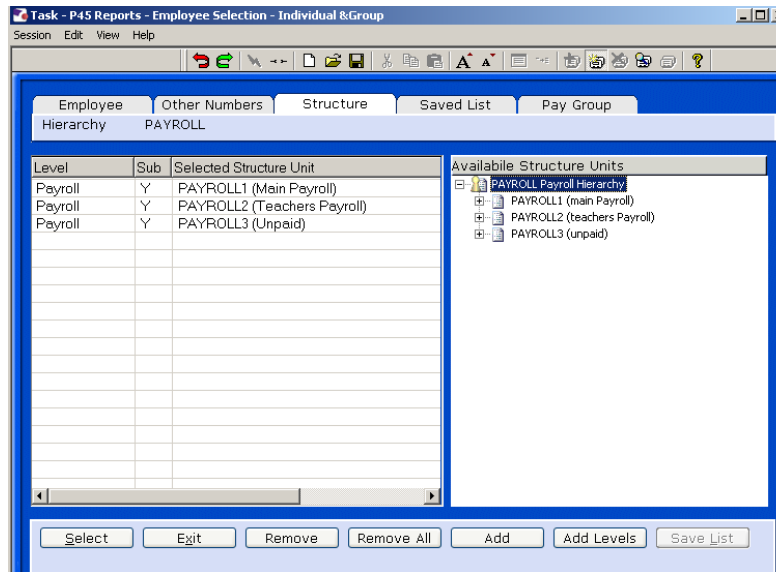 Task - P45 Reports - Employee Selection - Individual &Group
Session Edit View Help
Employee Other Numbers Structure Saved List Pay Group
Hierarchy PAYROLL
Level Sub Selected Structure Unit
Payroll Y PAYROLL1 (Main Payroll)
Payroll Y PAYROLL2 (Teachers Payroll)
Payroll Y PAYROLL3 (Unpaid)
Availabile Structure Units
PAYROLL Payroll Hierarchy
PAYROLL1 (main Payroll)
PAYROLL2 (teachers Payroll)
PAYROLL3 (unpaid)
Select Exit Remove Remove All Add Add Levels Save List